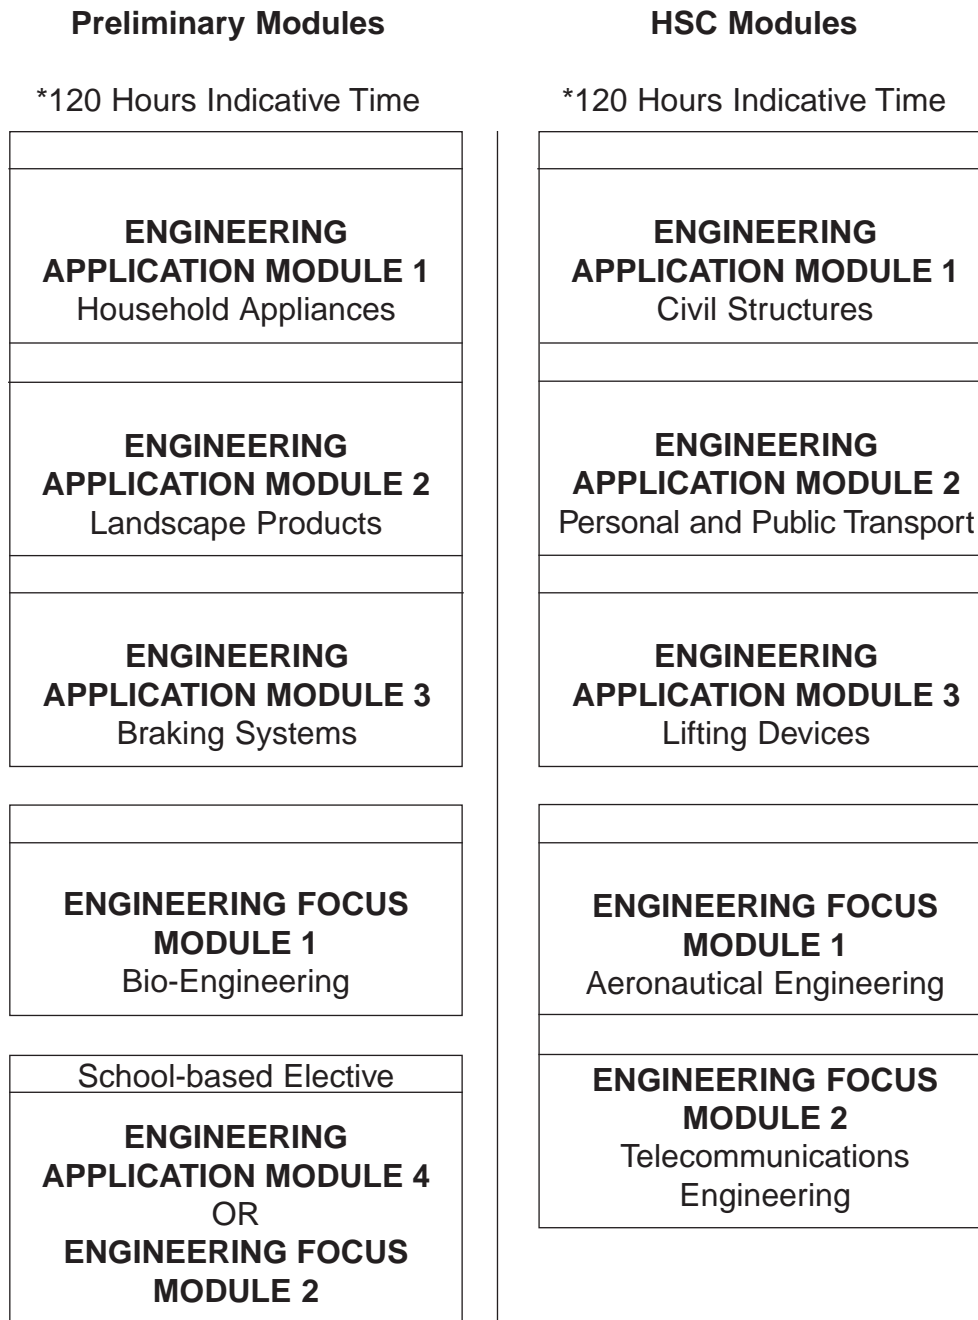 Preliminary Modules
*120 Hours Indicative Time
ENGINEERING
APPLICATION MODULE 1
Household Appliances
ENGINEERING
APPLICATION MODULE 2
Landscape Products
ENGINEERING
APPLICATION MODULE 3
Braking Systems
ENGINEERING FOCUS
MODULE 1
Bio-Engineering
School-based Elective
ENGINEERING
APPLICATION MODULE 4
OR
ENGINEERING FOCUS
MODULE 2
HSC Modules
*120 Hours Indicative Time
ENGINEERING
APPLICATION MODULE 1
Civil Structures
ENGINEERING
APPLICATION MODULE 2
Personal and Public Transport
ENGINEERING
APPLICATION MODULE 3
Lifting Devices
ENGINEERING FOCUS
MODULE 1
Aeronautical Engineering
ENGINEERING FOCUS
MODULE 2
Telecommunications
Engineering